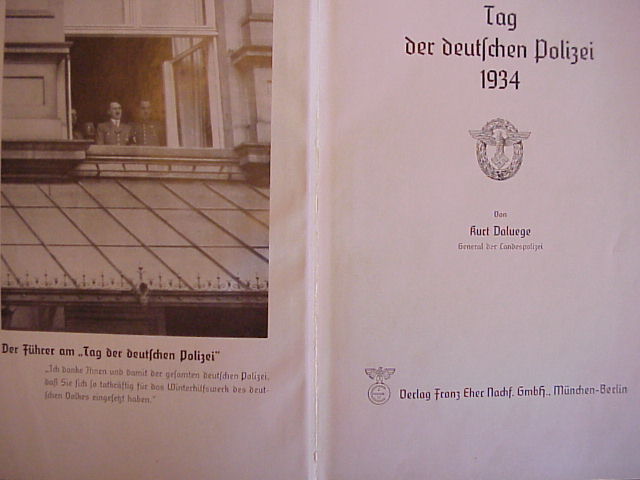 Der Führer am „Tag der deutschen Polizei“
„Ich danke Ihnen und damit der gesamten deutschen Polizei,
daß Sie sich so tatkräftig für das Winterhilfswerk des deut-
schen Volkes eingesetzt haben.“
Tag
der deutschen Polizei
1934
Von
Kurt Daluege
General der Landespolizei
Verlag Franz Eher Nachf. GmbH., München-Berlin